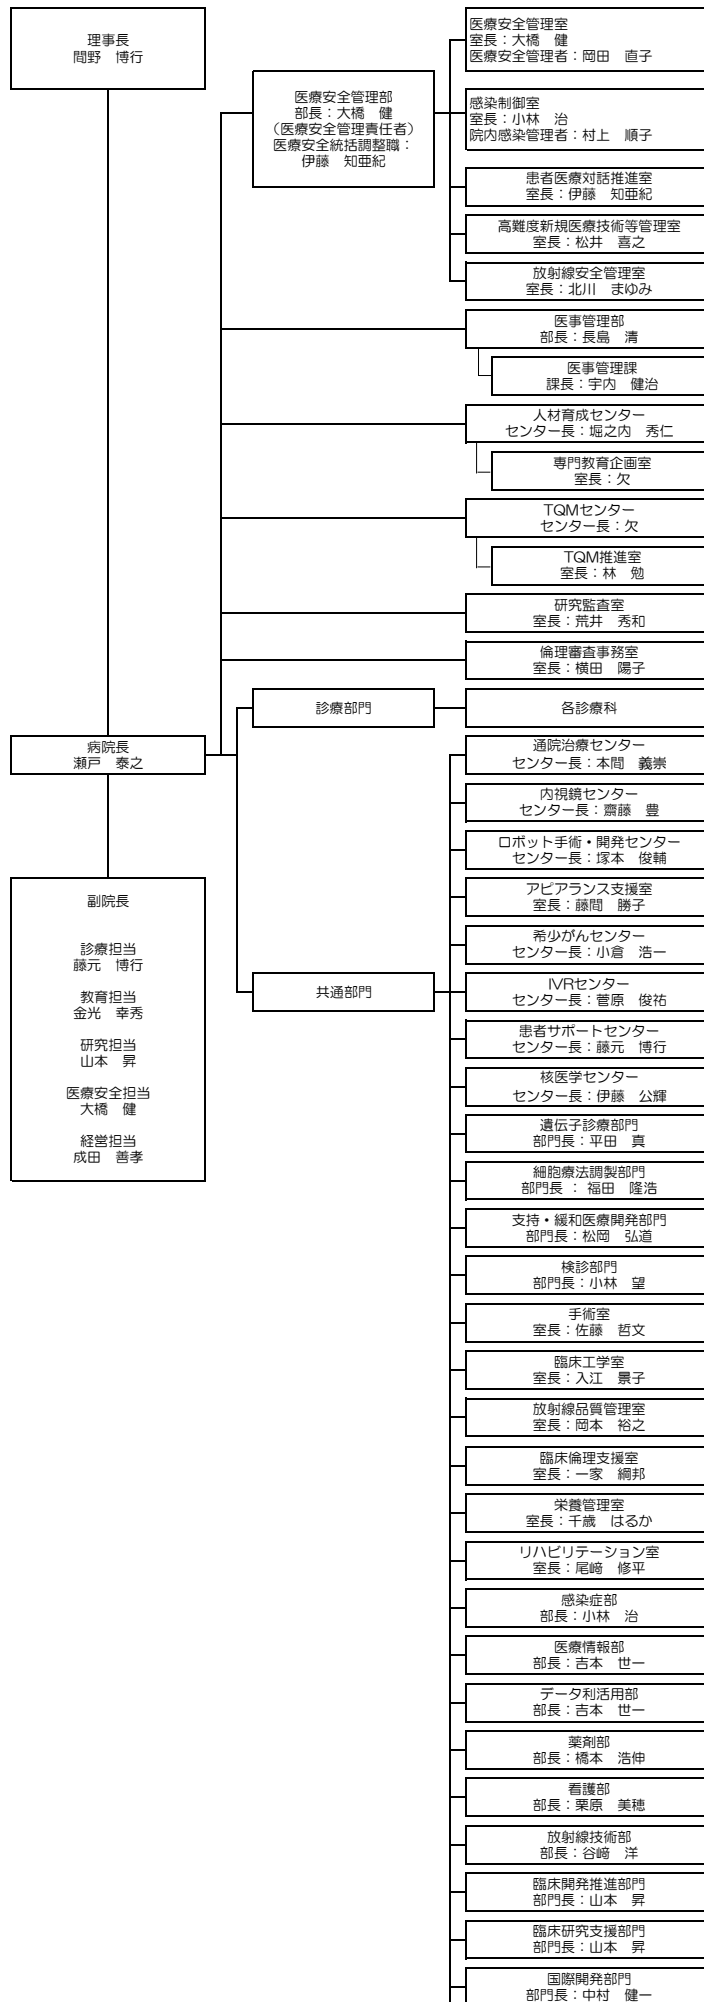 理事長
間野　博行
医療安全管理室
室長：大橋　健
医療安全管理者：岡田　直子
医療安全管理部
部長：大橋　健
（医療安全管理責任者）
医療安全統括調整職：
伊藤　知亜紀
感染制御室
室長：小林　治
院内感染管理者：村上　順子
患者医療対話推進室
室長：伊藤　知亜紀
高難度新規医療技術等管理室
室長：松井　喜之
放射線安全管理室
室長：北川　まゆみ
医事管理部
部長：長島　清
医事管理課
課長：宇内　健治
人材育成センター
センター長：堀之内　秀仁
専門教育企画室
室長：欠
TQMセンター
センター長：欠
TQM推進室
室長：林　勉
研究監査室
室長：荒井　秀和
倫理審査事務室
室長：横田　陽子
診療部門
各診療科
病院長
瀬戸　泰之
通院治療センター
センター長：本間　義崇
内視鏡センター
センター長：齋藤　豊
ロボット手術・開発センター
センター長：塚本　俊輔
副院長
診療担当
藤元　博行
教育担当
金光　幸秀
研究担当
山本　昇
医療安全担当
大橋　健
経営担当
成田　善孝
アピアランス支援室
室長：藤間　勝子
希少がんセンター
センター長：小倉　浩一
共通部門
IVRセンター
センター長：菅原　俊祐
患者サポートセンター
センター長：藤元　博行
核医学センター
センター長：伊藤　公輝
遺伝子診療部門
部門長：平田　真
細胞療法調製部門
部門長 ： 福田　隆浩
支持・緩和医療開発部門
部門長：松岡　弘道
検診部門
部門長：小林　望
手術室
室長：佐藤　哲文
臨床工学室
室長：入江　景子
放射線品質管理室
室長：岡本　裕之
臨床倫理支援室
室長：一家　綱邦
栄養管理室
室長：千歳　はるか
リハビリテーション室
室長：尾﨑　修平
感染症部
部長：小林　治
医療情報部
部長：吉本　世一
データ利活用部
部長：吉本　世一
薬剤部
部長：橋本　浩伸
看護部
部長：栗原　美穂
放射線技術部
部長：谷﨑　洋
臨床開発推進部門
部門長：山本　昇
臨床研究支援部門
部門長：山本　昇
国際開発部門
部門長：中村　健一